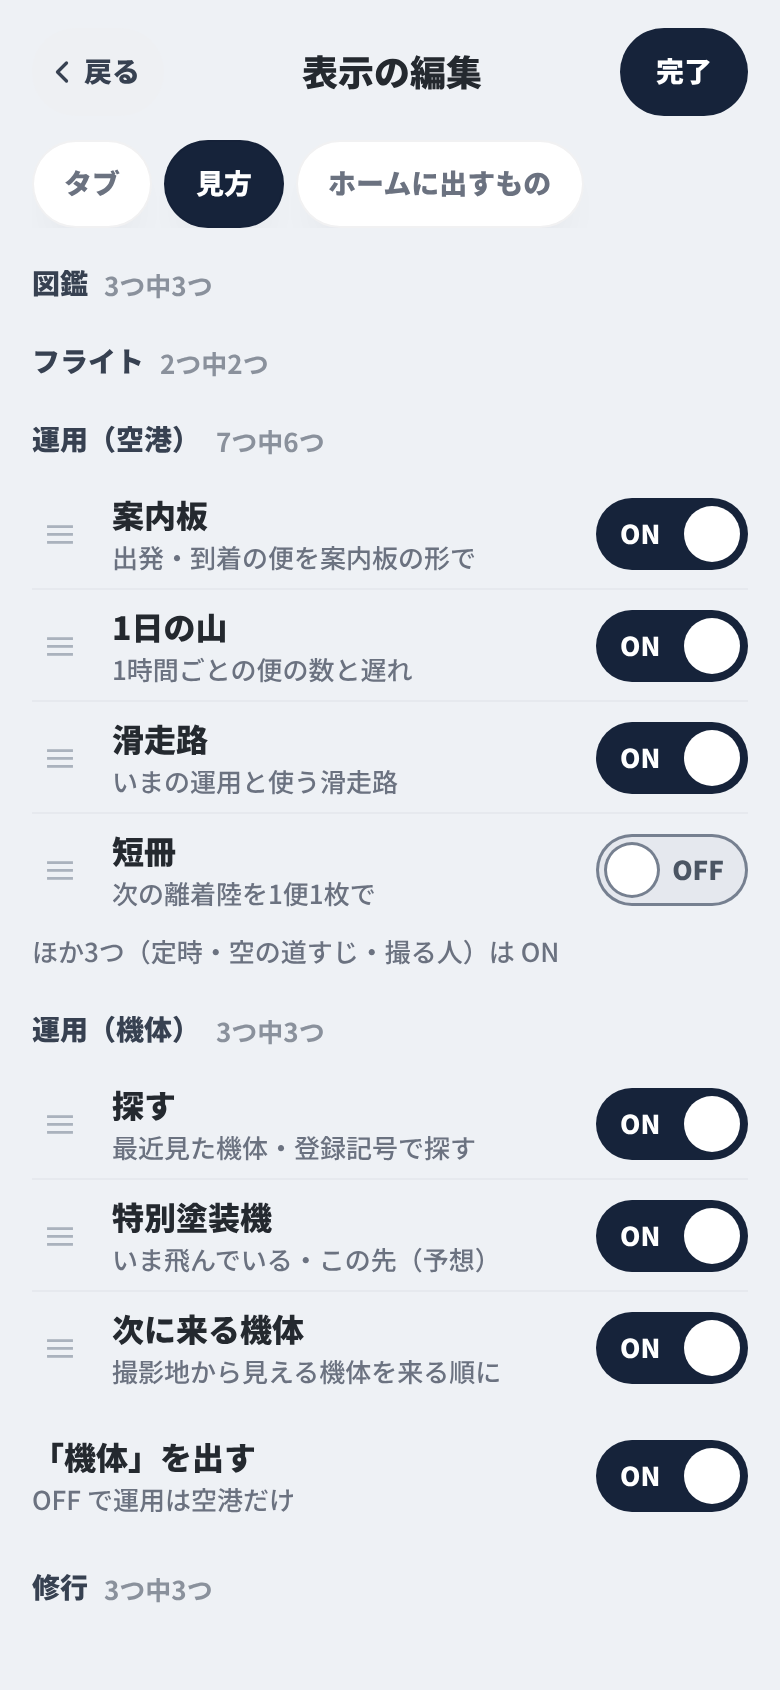 戻る
表示の編集
完了
タブ
見方
ホームに出すもの
図鑑 3つ中3つ
フライト 2つ中2つ
運用（空港） 7つ中6つ
案内板
出発・到着の便を案内板の形で
ON
1日の山
1時間ごとの便の数と遅れ
ON
滑走路
いまの運用と使う滑走路
ON
短冊
次の離着陸を1便1枚で
OFF
ほか3つ（定時・空の道すじ・撮る人）は ON
運用（機体） 3つ中3つ
探す
最近見た機体・登録記号で探す
ON
特別塗装機
いま飛んでいる・この先（予想）
ON
次に来る機体
撮影地から見える機体を来る順に
ON
「機体」を出す
OFF で運用は空港だけ
ON
修行 3つ中3つ